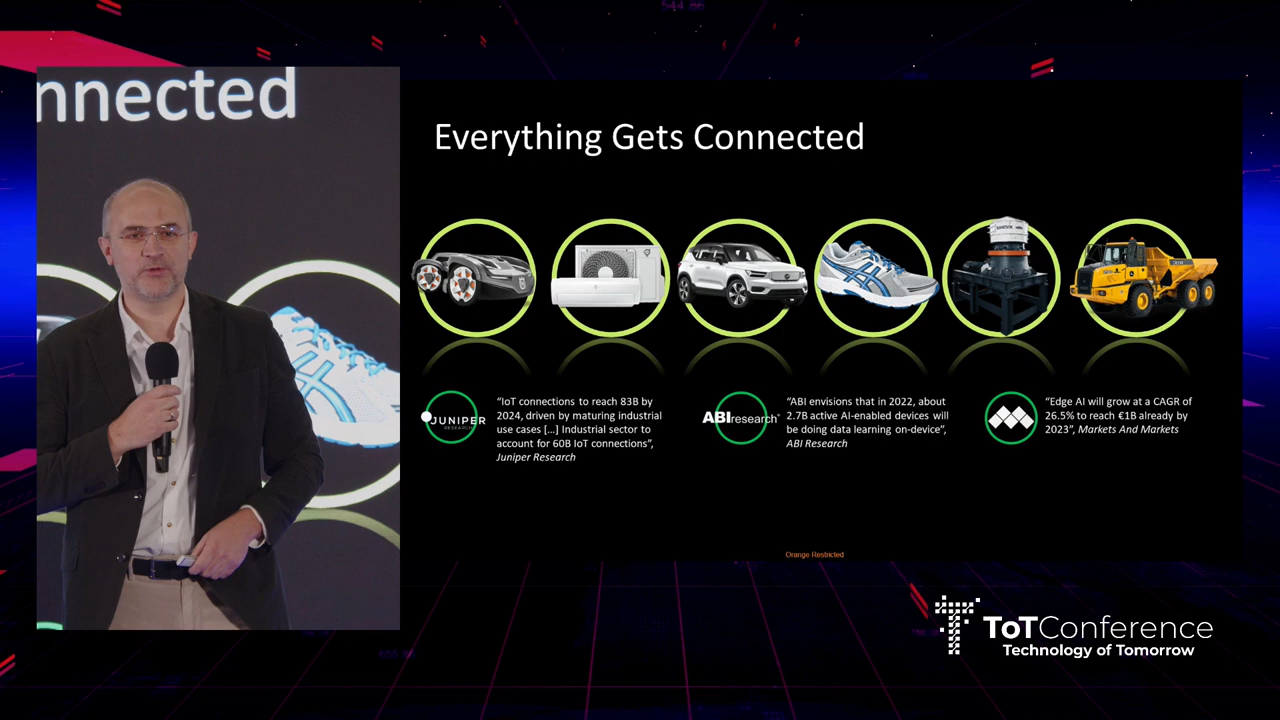 nnected
Everything Gets Connected
SANDVIK
JUNIPER
RESEARCH
“IoT connections to reach 83B by
2024, driven by maturing industrial
use cases [...] Industrial sector to
account for 60B IoT connections”,
Juniper Research
ABIresearch®
“ABI envisions that in 2022, about
2.7B active AI-enabled devices will
be doing data learning on-device”,
ABI Research
“Edge AI will grow at a CAGR of
26.5% to reach €1B already by
2023”, Markets And Markets
Orange Restricted
ToTConference
Technology of Tomorrow